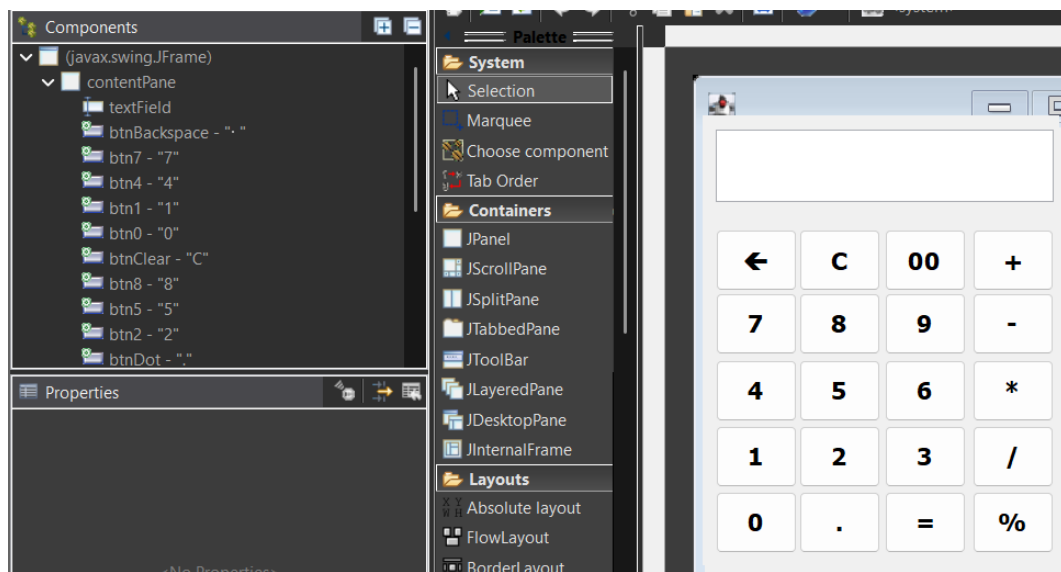 Components
(javax.swing.JFrame)
contentPane
textField
btnBackspace - "· "
btn7 - "7"
btn4 - "4"
btn1 - "1"
btn0 - "0"
btnClear - "C"
btn8 - "8"
btn5 - "5"
btn2 - "2"
btnDot - "."
Properties
<No Properties>
Palette
System
Selection
Marquee
Choose component
Tab Order
Containers
JPanel
JScrollPane
JSplitPane
JTabbedPane
JToolBar
JLayeredPane
JDesktopPane
JInternalFrame
Layouts
Absolute layout
FlowLayout
BorderLayout
← C 00 +
7 8 9 -
4 5 6 *
1 2 3 /
0 . = %